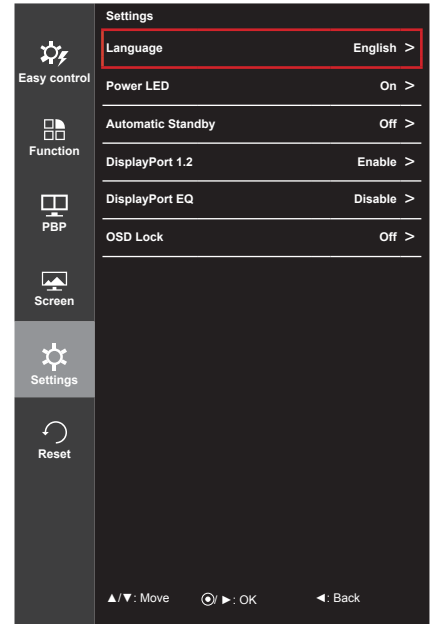 Easy control
Function
PBP
Screen
Settings
Reset
Settings
Language English >
Power LED On >
Automatic Standby Off >
DisplayPort 1.2 Enable >
DisplayPort EQ Disable >
OSD Lock Off >
▲/▼: Move ◉/ ►: OK ◄: Back